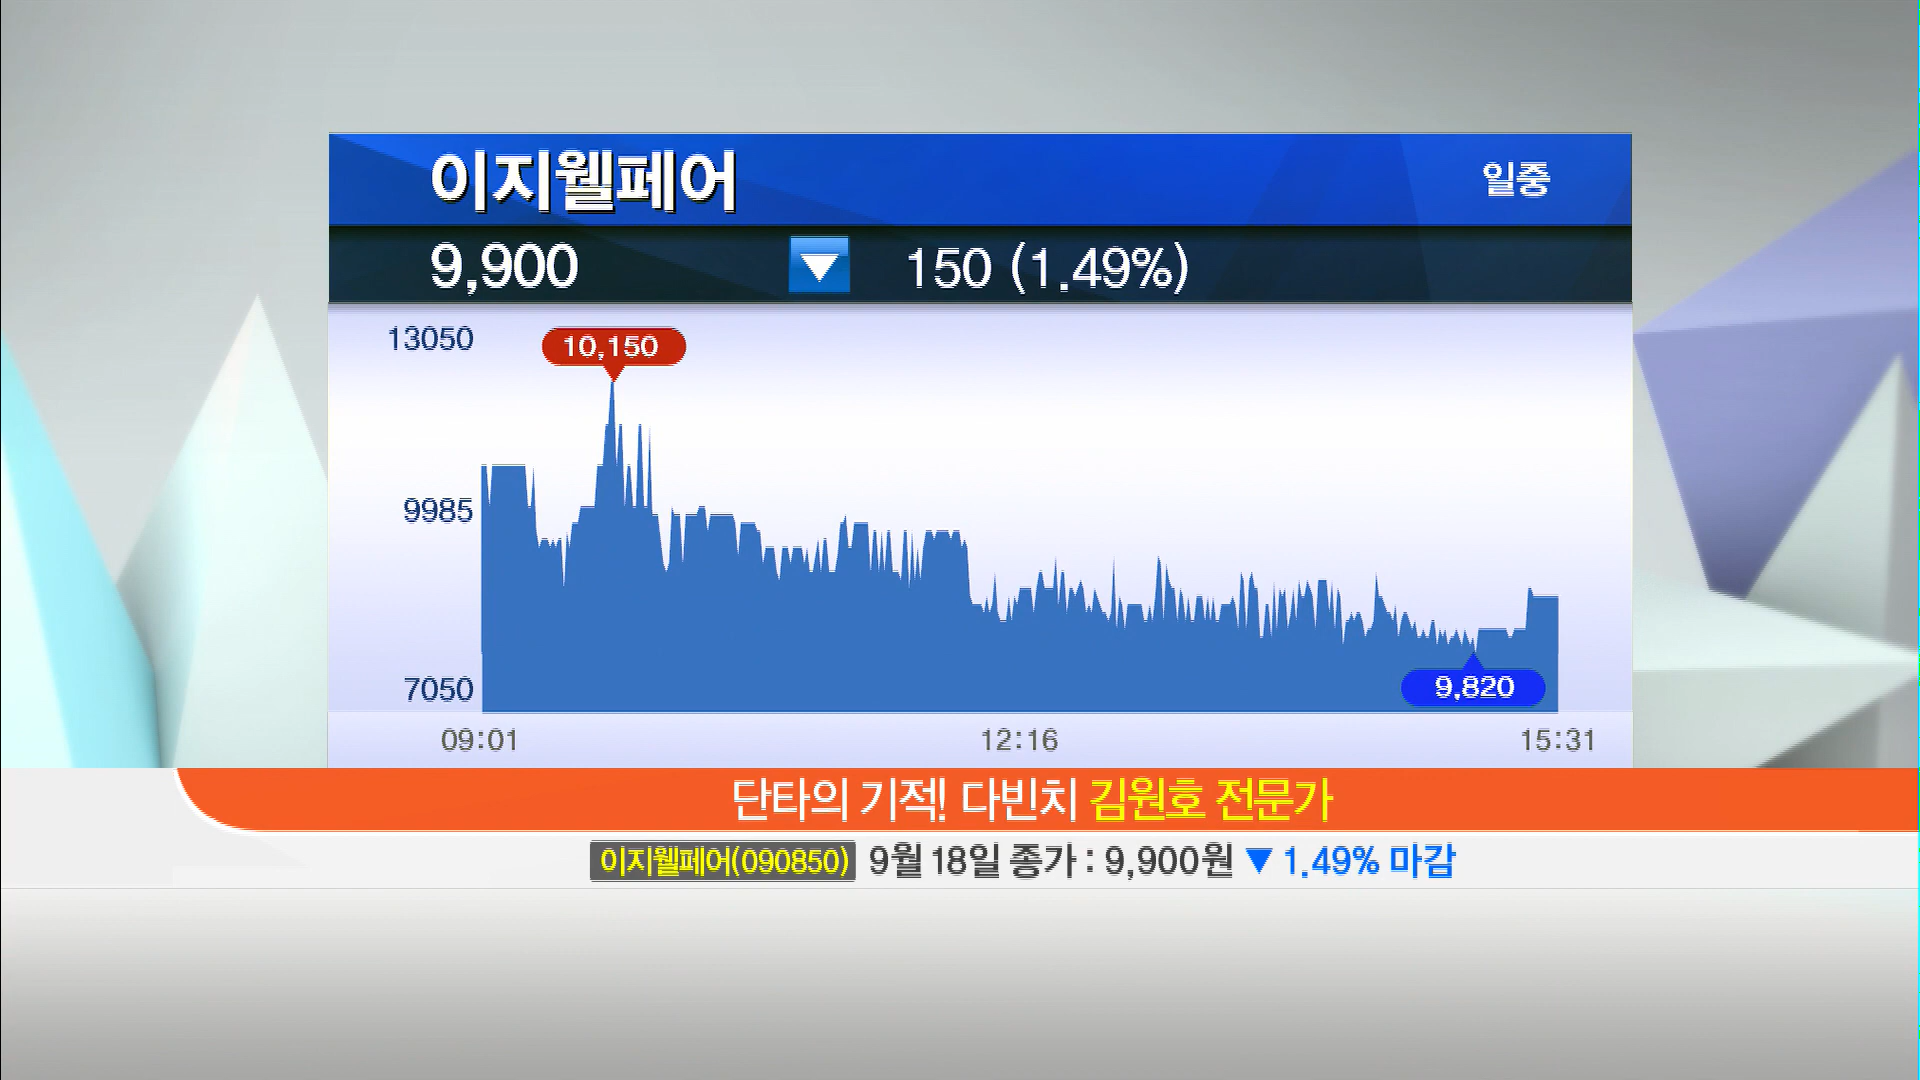 이지웰페어 일중
9,900 ▼ 150 (1.49%)
13050
10,150
9985
7050
9,820
09:01 12:16 15:31
단타의 기적! 다빈치 김원호 전문가
이지웰페어(090850) 9월 18일 종가 : 9,900원 ▼ 1.49% 마감